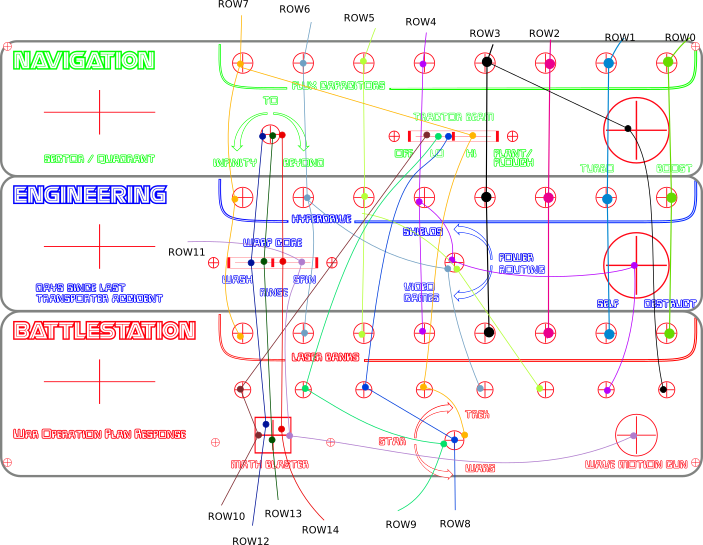 ROW7
ROW6
ROW5
ROW4
ROW3
ROW2
ROW1
ROW0
NAVIGATION
FLUX CAPACITORS
TO
TRACTOR BEAM
SECTOR / QUADRANT
INFINITY
BEYOND
OFF
LO
HI
PLANT/
PLOUGH
TURBO
BOOST
ENGINEERING
HYPERDRIVE
ROW11
WARP CORE
SHIELDS
POWER
ROUTING
DAYS SINCE LAST
TRANSPORTER ACCIDENT
WASH
RINSE
SPIN
VIDEO
GAMES
SELF
DESTRUCT
BATTLESTATION
LASER BANKS
WAR OPERATION PLAN RESPONSE
MATH BLASTER
TREK
STAR
WARS
WAVE MOTION GUN
ROW10
ROW12
ROW13
ROW14
ROW9
ROW8